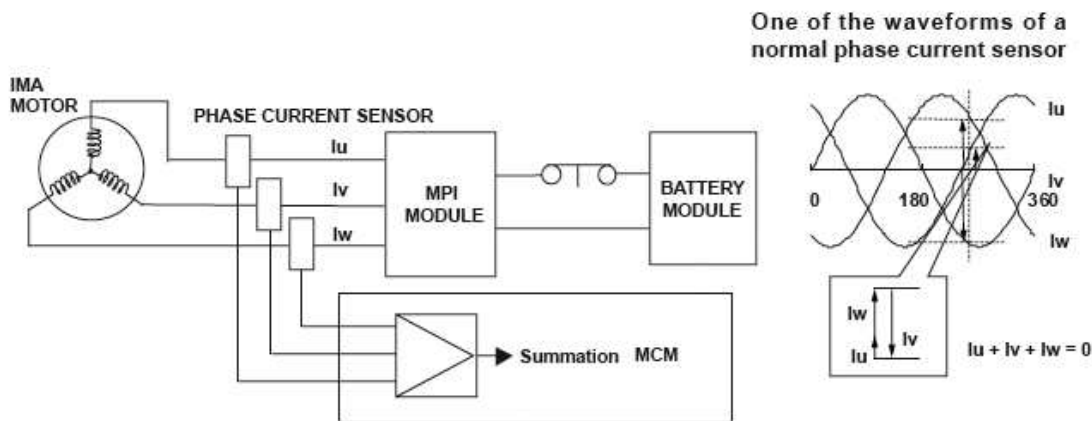 One of the waveforms of a
normal phase current sensor
IMA
MOTOR
PHASE CURRENT SENSOR
Iu
Iv
Iw
MPI
MODULE
BATTERY
MODULE
Summation MCM
Iu
Iv
0 180 360
Iw
Iw
Iv
Iu
Iu + Iv + Iw = 0